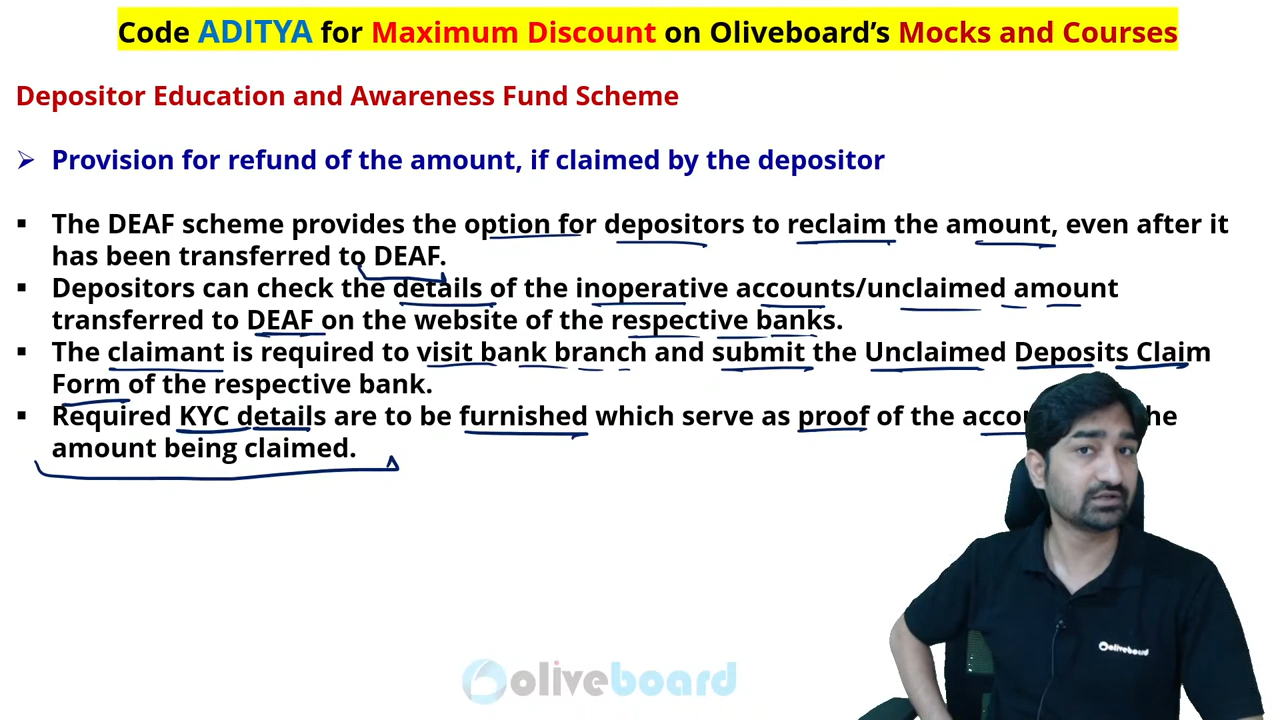 Code ADITYA for Maximum Discount on Oliveboard’s Mocks and Courses
Depositor Education and Awareness Fund Scheme
➢ Provision for refund of the amount, if claimed by the depositor
▪ The DEAF scheme provides the option for depositors to reclaim the amount, even after it
has been transferred to DEAF.
▪ Depositors can check the details of the inoperative accounts/unclaimed amount
transferred to DEAF on the website of the respective banks.
▪ The claimant is required to visit bank branch and submit the Unclaimed Deposits Claim
Form of the respective bank.
▪ Required KYC details are to be furnished which serve as proof of the
amount being claimed.
oliveboard
oliveboard